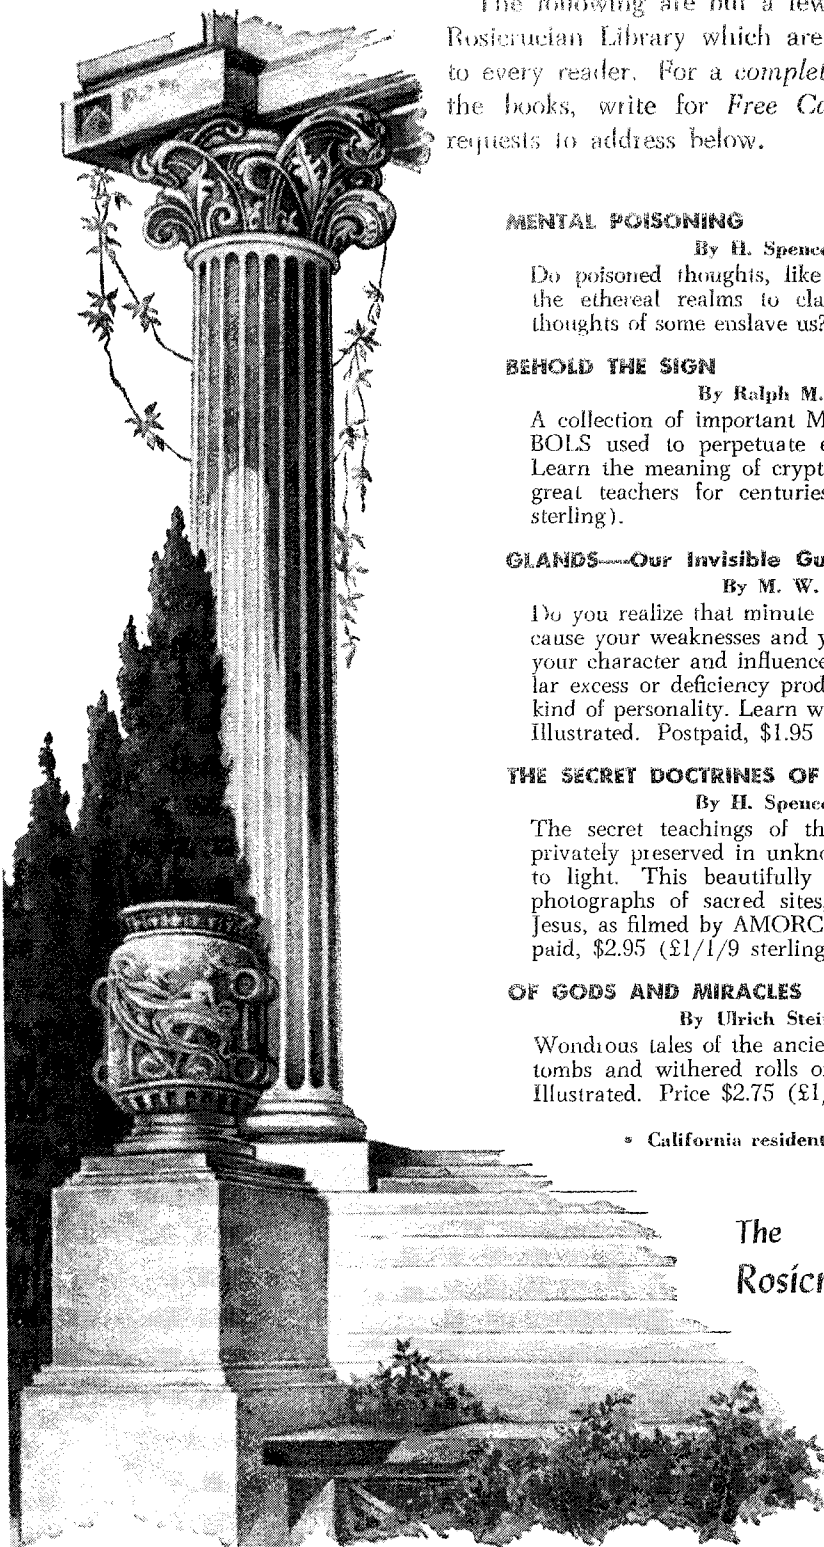 The following are but a few
Rosicrucian Library which are
to every reader. For a complet
the books, write for Free Ca
requests to address below.
MENTAL POISONING
By H. Spence
Do poisoned thoughts, like
the ethereal realms to cla
thoughts of some enslave us?
BEHOLD THE SIGN
By Ralph M.
A collection of important M
BOLS used to perpetuate e
Learn the meaning of crypt
great teachers for centuries
sterling).
GLANDS—Our Invisible Gu
By M. W.
Do you realize that minute
cause your weaknesses and y
your character and influence
lar excess or deficiency prod
kind of personality. Learn w
Illustrated. Postpaid, $1.95
THE SECRET DOCTRINES OF
By H. Spence
The secret teachings of th
privately preserved in unkno
to light. This beautifully
photographs of sacred sites,
Jesus, as filmed by AMORC
paid, $2.95 (£1/1/9 sterling
OF GODS AND MIRACLES
By Ulrich Stei
Wondrous tales of the ancie
tombs and withered rolls o
Illustrated. Price $2.75 (£1,
* California resident
The
Rosicr